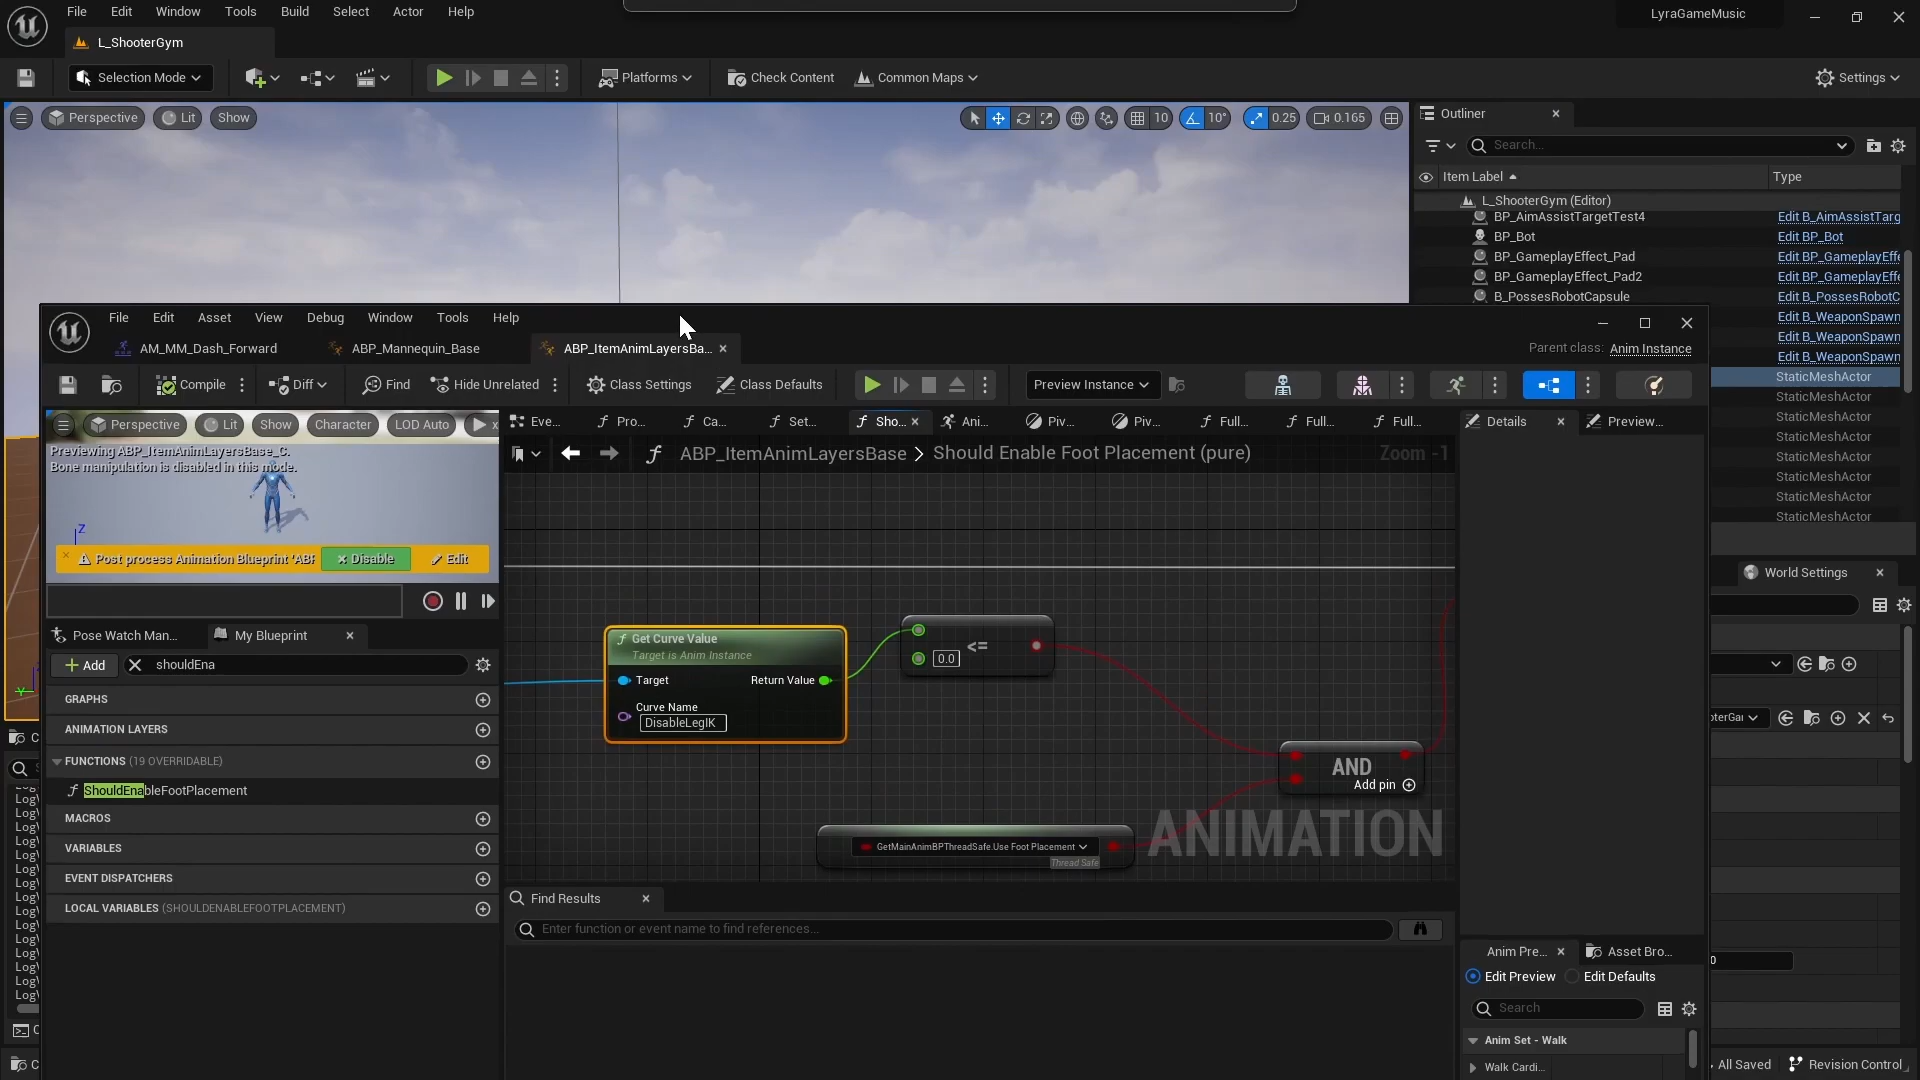 File Edit Window Tools Build Select Actor Help
LyraGameMusic
L_ShooterGym
Selection Mode
Platforms
Check Content
Common Maps
Settings
Perspective
Lit
Show
10
10°
0.25
0.165
Outliner
Search...
Item Label
Type
L_ShooterGym (Editor)
BP_AimAssistTargetTest4 Edit B_AimAssistTarg
BP_Bot Edit BP_Bot
BP_GameplayEffect_Pad Edit BP_GameplayEffe
BP_GameplayEffect_Pad2 Edit BP_GameplayEffe
B_PossesRobotCapsule Edit B_PossesRobotC
Edit B_WeaponSpawn
Edit B_WeaponSpawn
Edit B_WeaponSpawn
StaticMeshActor
StaticMeshActor
StaticMeshActor
StaticMeshActor
StaticMeshActor
StaticMeshActor
StaticMeshActor
StaticMeshActor
File Edit Asset View Debug Window Tools Help
AM_MM_Dash_Forward
ABP_Mannequin_Base
ABP_ItemAnimLayersBa...
Parent class: Anim Instance
Compile
Diff
Find
Hide Unrelated
Class Settings
Class Defaults
Preview Instance
Perspective
Lit
Show
Character
LOD Auto
x
Previewing ABP_ItemAnimLayersBase_C.
Bone manipulation is disabled in this mode.
Z
Post process Animation Blueprint 'ABP
Disable
Edit
Eve...
Pro...
Ca...
Set...
Sho...
Ani...
Piv...
Piv...
Full...
Full...
Full...
ABP_ItemAnimLayersBase > Should Enable Foot Placement (pure)
Zoom -1
Details
Preview...
Get Curve Value
Target is Anim Instance
Target
Return Value
Curve Name
DisableLegIK
0.0
<=
AND
Add pin
GetMainAnimBPThreadSafe.Use Foot Placement
Thread Safe
ANIMATION
Pose Watch Man...
My Blueprint
Add
shouldEna
GRAPHS
ANIMATION LAYERS
FUNCTIONS (19 OVERRIDABLE)
ShouldEnableFootPlacement
MACROS
VARIABLES
EVENT DISPATCHERS
LOCAL VARIABLES (SHOULDENABLEFOOTPLACEMENT)
Find Results
Enter function or event name to find references...
Anim Pre...
Asset Bro...
Edit Preview
Edit Defaults
Search
Anim Set - Walk
Walk Cardi...
World Settings
All Saved
Revision Control